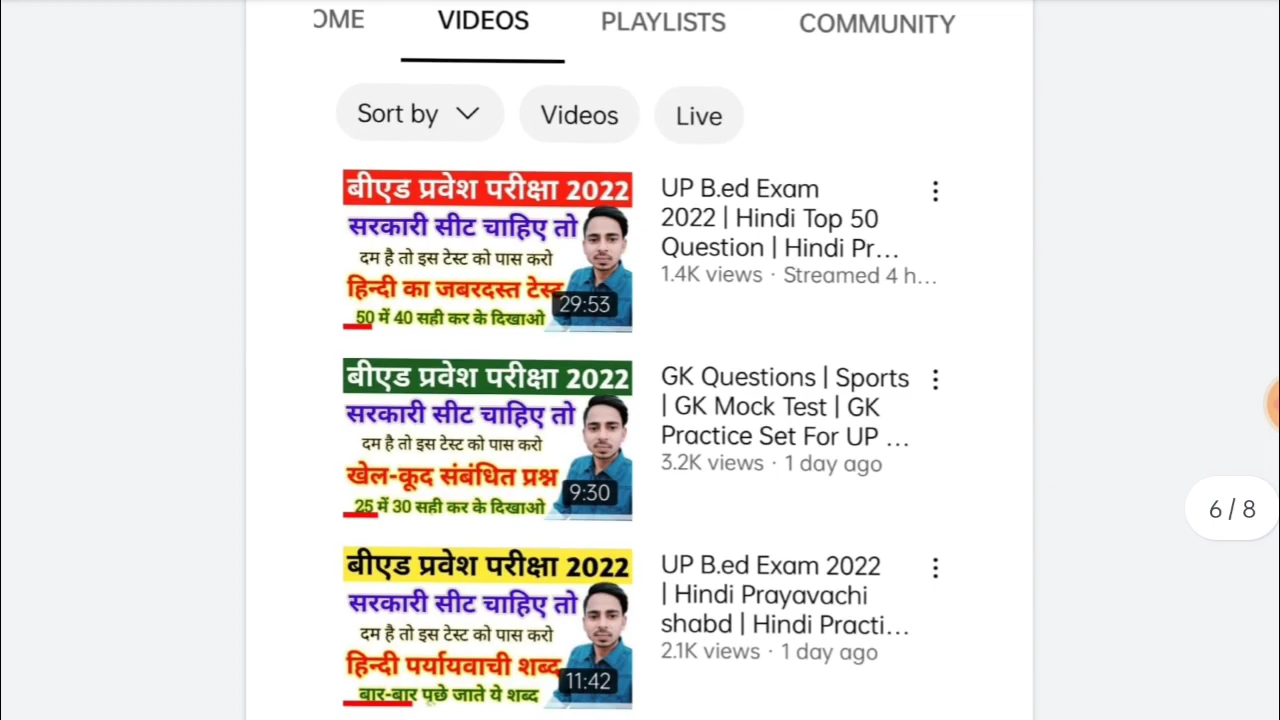 OME VIDEOS PLAYLISTS COMMUNITY
Sort by Videos Live
बीएड प्रवेश परीक्षा 2022
सरकारी सीट चाहिए तो
दम है तो इस टेस्ट को पास करो
हिन्दी का जबरदस्त टेस्ट
29:53
50 में 40 सही कर के दिखाओ
UP B.ed Exam
2022 | Hindi Top 50
Question | Hindi Pr...
1.4K views · Streamed 4 h...
बीएड प्रवेश परीक्षा 2022
सरकारी सीट चाहिए तो
दम है तो इस टेस्ट को पास करो
खेल-कूद संबंधित प्रश्न
9:30
25 में 30 सही कर के दिखाओ
GK Questions | Sports
| GK Mock Test | GK
Practice Set For UP ...
3.2K views · 1 day ago
6 / 8
बीएड प्रवेश परीक्षा 2022
सरकारी सीट चाहिए तो
दम है तो इस टेस्ट को पास करो
हिन्दी पर्यायवाची शब्द
11:42
बार-बार पूछे जाते ये शब्द
UP B.ed Exam 2022
| Hindi Prayavachi
shabd | Hindi Practi...
2.1K views · 1 day ago